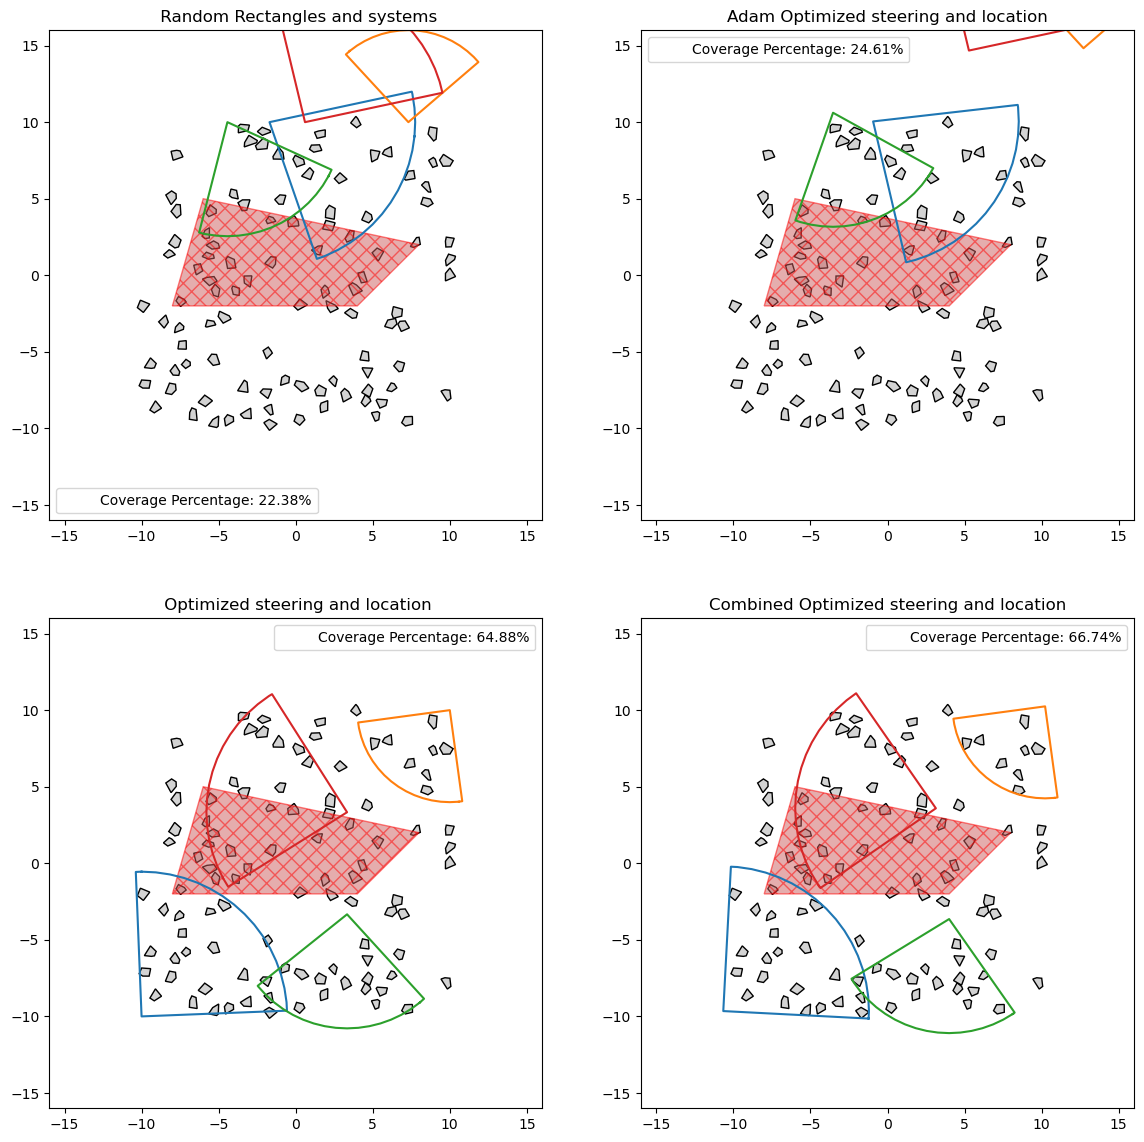 Random Rectangles and systems
15
10
5
0
−5
−10
−15
Coverage Percentage: 22.38%
−15 −10 −5 0 5 10 15
Adam Optimized steering and location
Coverage Percentage: 24.61%
15
10
5
0
−5
−10
−15
−15 −10 −5 0 5 10 15
Optimized steering and location
Coverage Percentage: 64.88%
15
10
5
0
−5
−10
−15
−15 −10 −5 0 5 10 15
Combined Optimized steering and location
Coverage Percentage: 66.74%
15
10
5
0
−5
−10
−15
−15 −10 −5 0 5 10 15